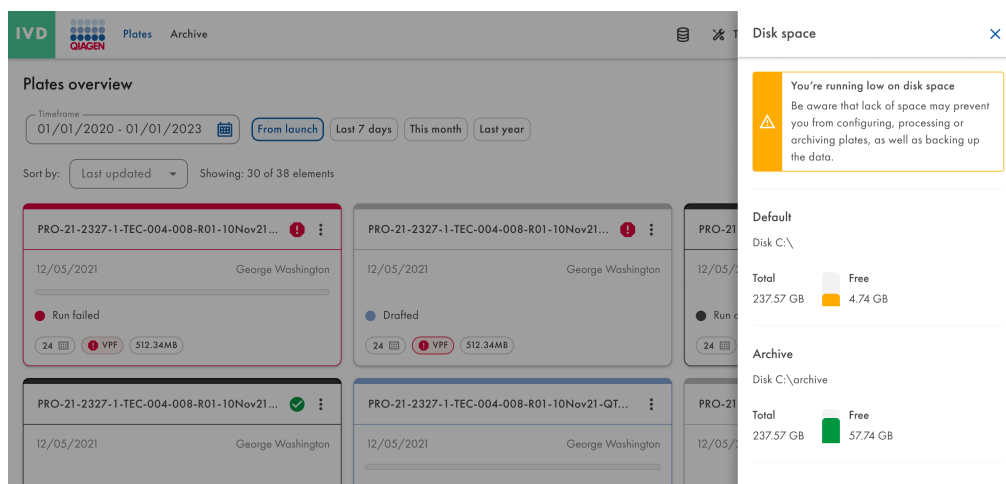 IVD
QIAGEN
Plates
Archive
Disk space
Plates overview
Timeframe
01/01/2020 - 01/01/2023
From launch
Last 7 days
This month
Last year
Sort by:
Last updated
Showing: 30 of 38 elements
You're running low on disk space
Be aware that lack of space may prevent
you from configuring, processing or
archiving plates, as well as backing up
the data.
PRO-21-2327-1-TEC-004-008-R01-10Nov21...
12/05/2021
George Washington
Run failed
24
VPF
512.34MB
PRO-21-2327-1-TEC-004-008-R01-10Nov21...
12/05/2021
George Washington
Drafted
24
VPF
512.34MB
PRO-21
12/05/
Run
24
PRO-21-2327-1-TEC-004-008-R01-10Nov21...
12/05/2021
George Washington
PRO-21-2327-1-TEC-004-008-R01-10Nov21-QT...
12/05/2021
George Washington
PRO-21
12/05/
Default
Disk C:\
Total
237.57 GB
Free
4.74 GB
Archive
Disk C:\archive
Total
237.57 GB
Free
57.74 GB